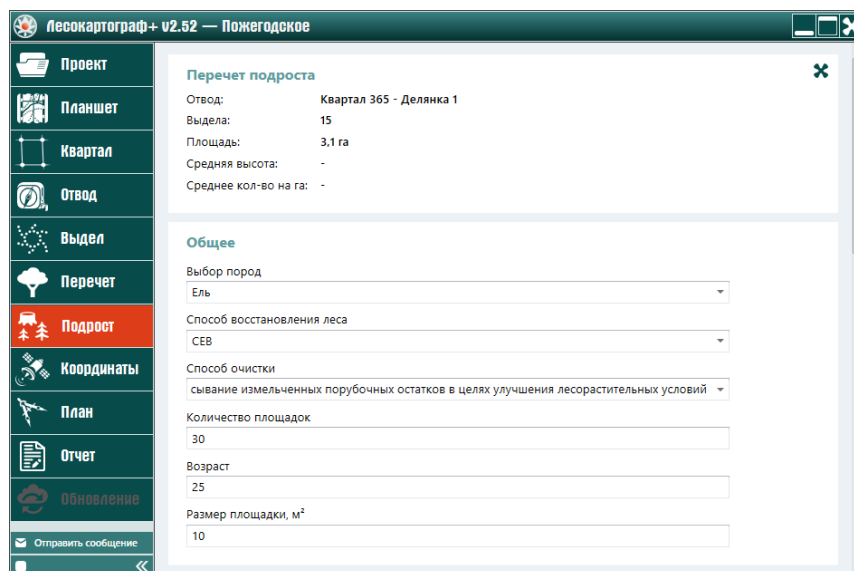 Лесокартограф+ v2.52 — Пожегодское
Проект
Планшет
Квартал
Отвод
Выдел
Перечет
Подрост
Координаты
План
Отчет
Обновление
Отправить сообщение
Перечет подроста
Отвод: Квартал 365 - Делянка 1
Выдела: 15
Площадь: 3,1 га
Средняя высота: -
Среднее кол-во на га: -
Общее
Выбор пород
Ель
Способ восстановления леса
СЕВ
Способ очистки
сывание измельченных порубочных остатков в целях улучшения лесорастительных условий
Количество площадок
30
Возраст
25
Размер площадки, м²
10